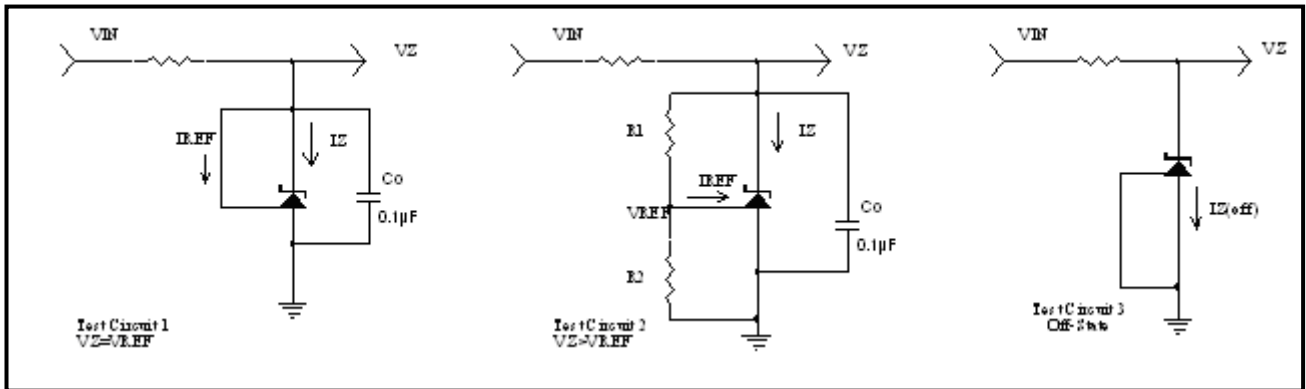 VIN
VZ
IREF
IZ
Co
0.1µF
Test Circuit 1
VZ=VREF
VIN
VZ
R1
IZ
IREF
VREF
Co
0.1µF
R2
Test Circuit 2
VZ>VREF
VIN
VZ
IZ(off)
Test Circuit 3
Off-State